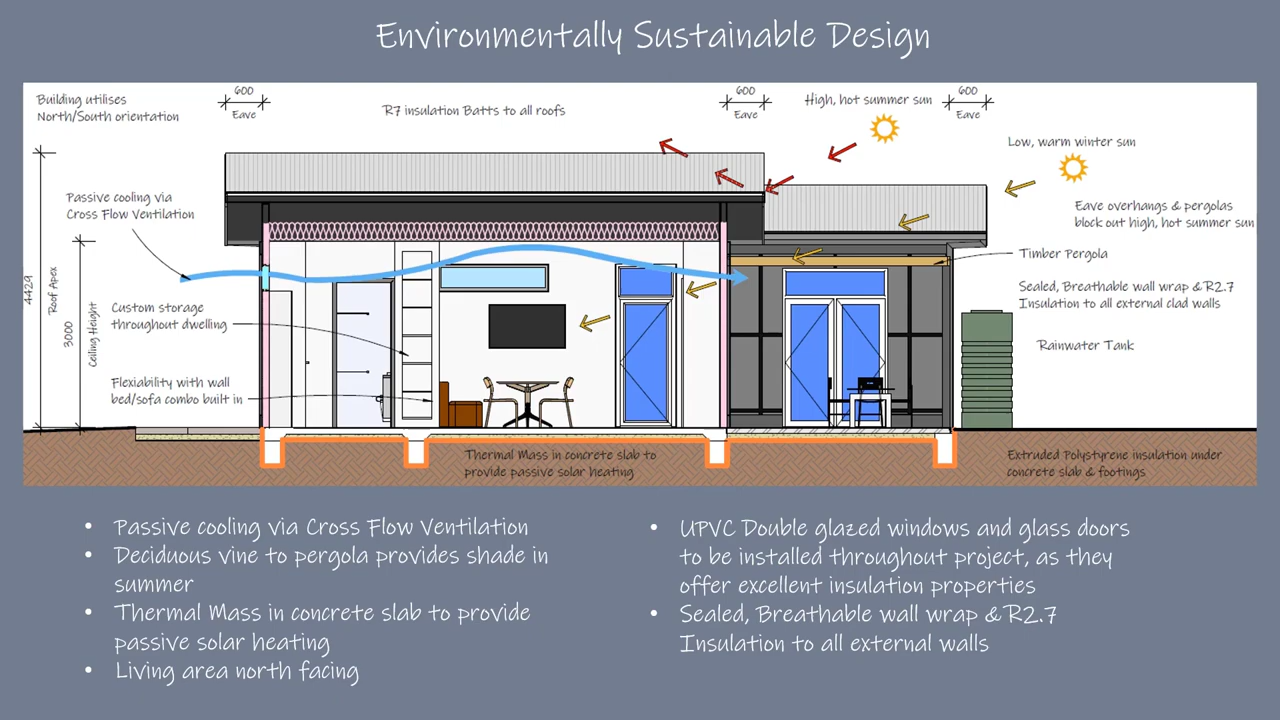 Environmentally Sustainable Design
Building utilises
North/South orientation
600
Eave
R7 insulation Batts to all roofs
600
Eave
High, hot summer sun
600
Eave
Low, warm winter sun
Passive cooling via
Cross Flow Ventilation
Eave overhangs & pergolas
block out high, hot summer sun
Timber Pergola
Sealed, Breathable wall wrap & R2.7
Insulation to all external clad walls
4429
Roof Apex
3000
Ceiling Height
Custom storage
throughout dwelling
Rainwater Tank
Flexiability with wall
bed/sofa combo built in
Thermal Mass in concrete slab to
provide passive solar heating
Extruded Polystyrene insulation under
concrete slab & footings
• Passive cooling via Cross Flow Ventilation
• Deciduous vine to pergola provides shade in
summer
• Thermal Mass in concrete slab to provide
passive solar heating
• Living area north facing
• UPVC Double glazed windows and glass doors
to be installed throughout project, as they
offer excellent insulation properties
• Sealed, Breathable wall wrap & R2.7
Insulation to all external walls